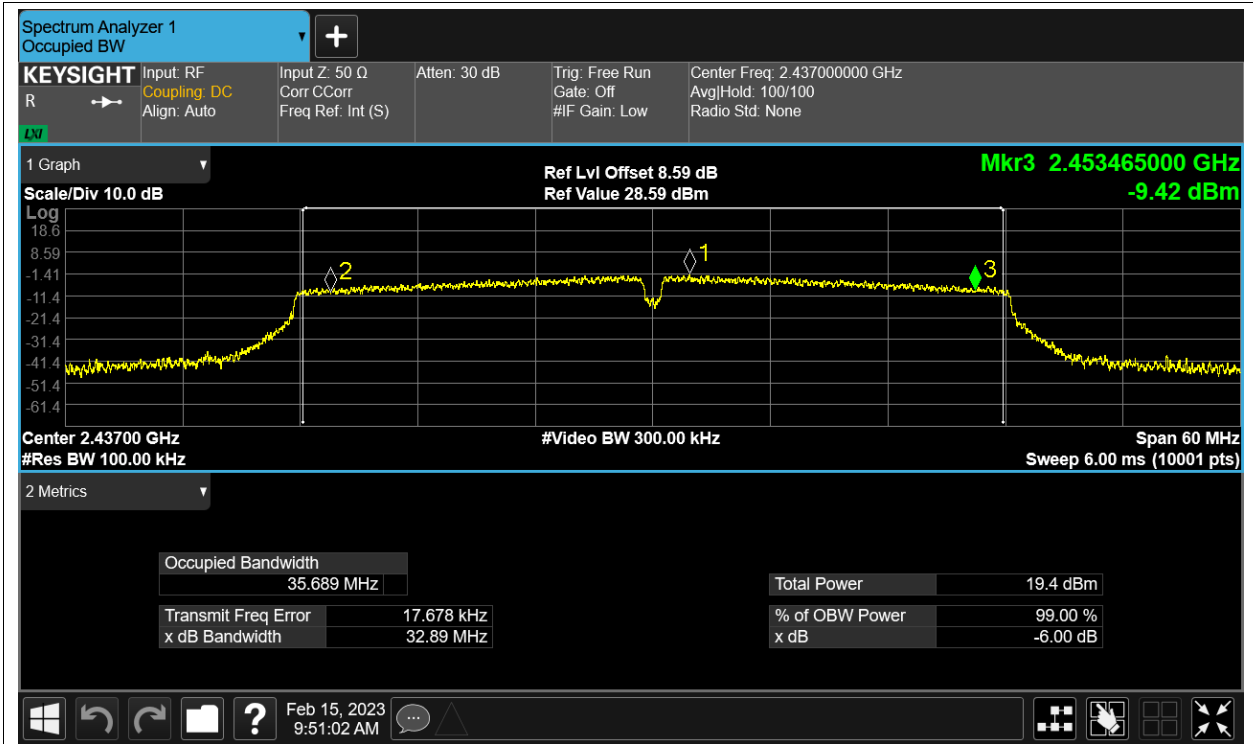 Spectrum Analyzer 1
Occupied BW
KEYSIGHT
R
LXI
Input: RF
Coupling: DC
Align: Auto
Input Z: 50 Ω
Corr CCorr
Freq Ref: Int (S)
Atten: 30 dB
Trig: Free Run
Gate: Off
#IF Gain: Low
Center Freq: 2.437000000 GHz
Avg|Hold: 100/100
Radio Std: None
1 Graph
Scale/Div 10.0 dB
Ref Lvl Offset 8.59 dB
Ref Value 28.59 dBm
Mkr3 2.453465000 GHz
-9.42 dBm
Log
18.6
8.59
-1.41
-11.4
-21.4
-31.4
-41.4
-51.4
-61.4
2
1
3
Center 2.43700 GHz
#Res BW 100.00 kHz
#Video BW 300.00 kHz
Span 60 MHz
Sweep 6.00 ms (10001 pts)
2 Metrics
Occupied Bandwidth
35.689 MHz
Transmit Freq Error 17.678 kHz
x dB Bandwidth 32.89 MHz
Total Power 19.4 dBm
% of OBW Power 99.00 %
x dB -6.00 dB
?
Feb 15, 2023
9:51:02 AM